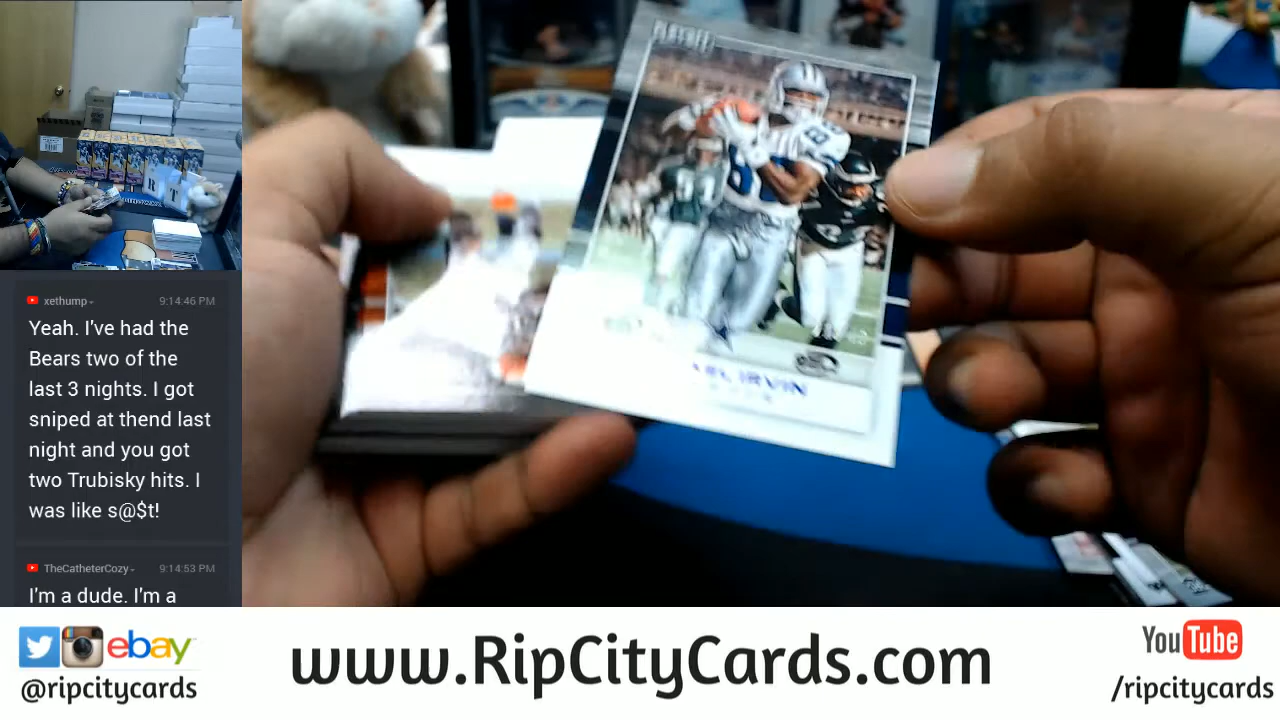 xethump
9:14:46 PM
Yeah. I've had the
Bears two of the
last 3 nights. I got
sniped at thend last
night and you got
two Trubisky hits. I
was like s@$t!
TheCatheterCozy
9:14:53 PM
I'm a dude. I'm a
PLAYOFF
88
IRVIN
R T
ebay
@ripcitycards
www.RipCityCards.com
YouTube
/ripcitycards